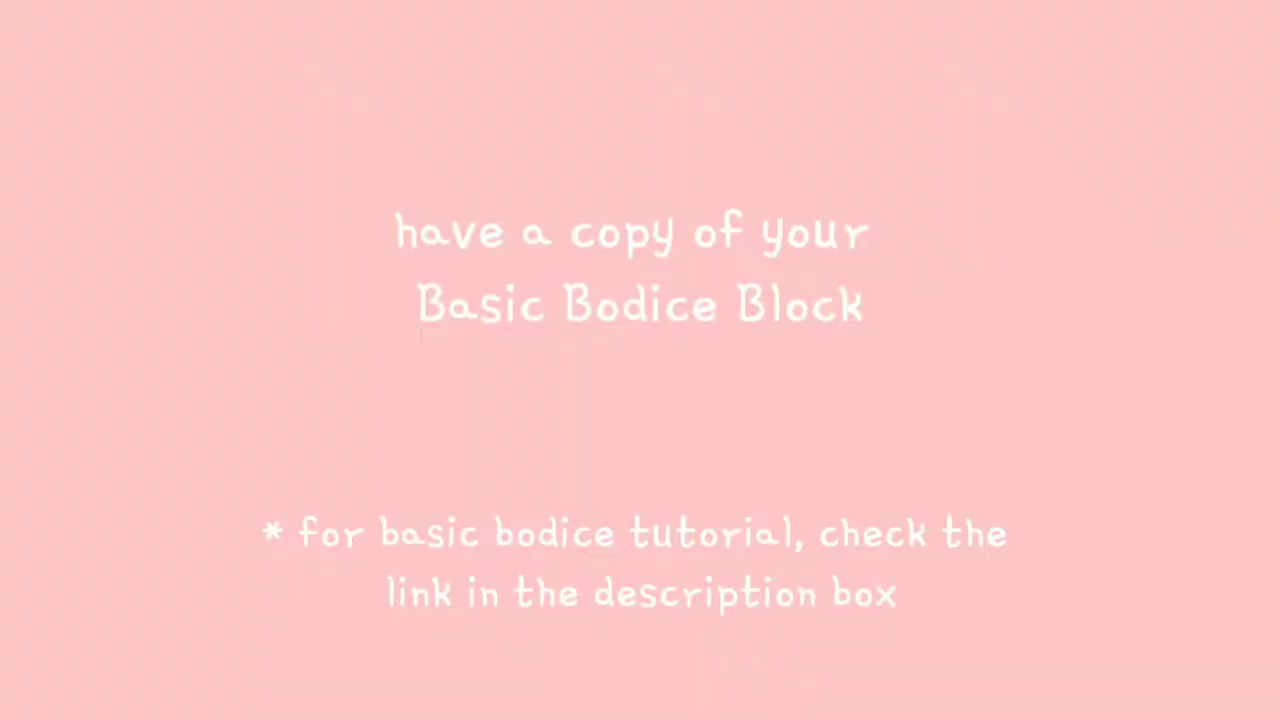 have a copy of your
Basic Bodice Block
* for basic bodice tutorial, check the
link in the description box